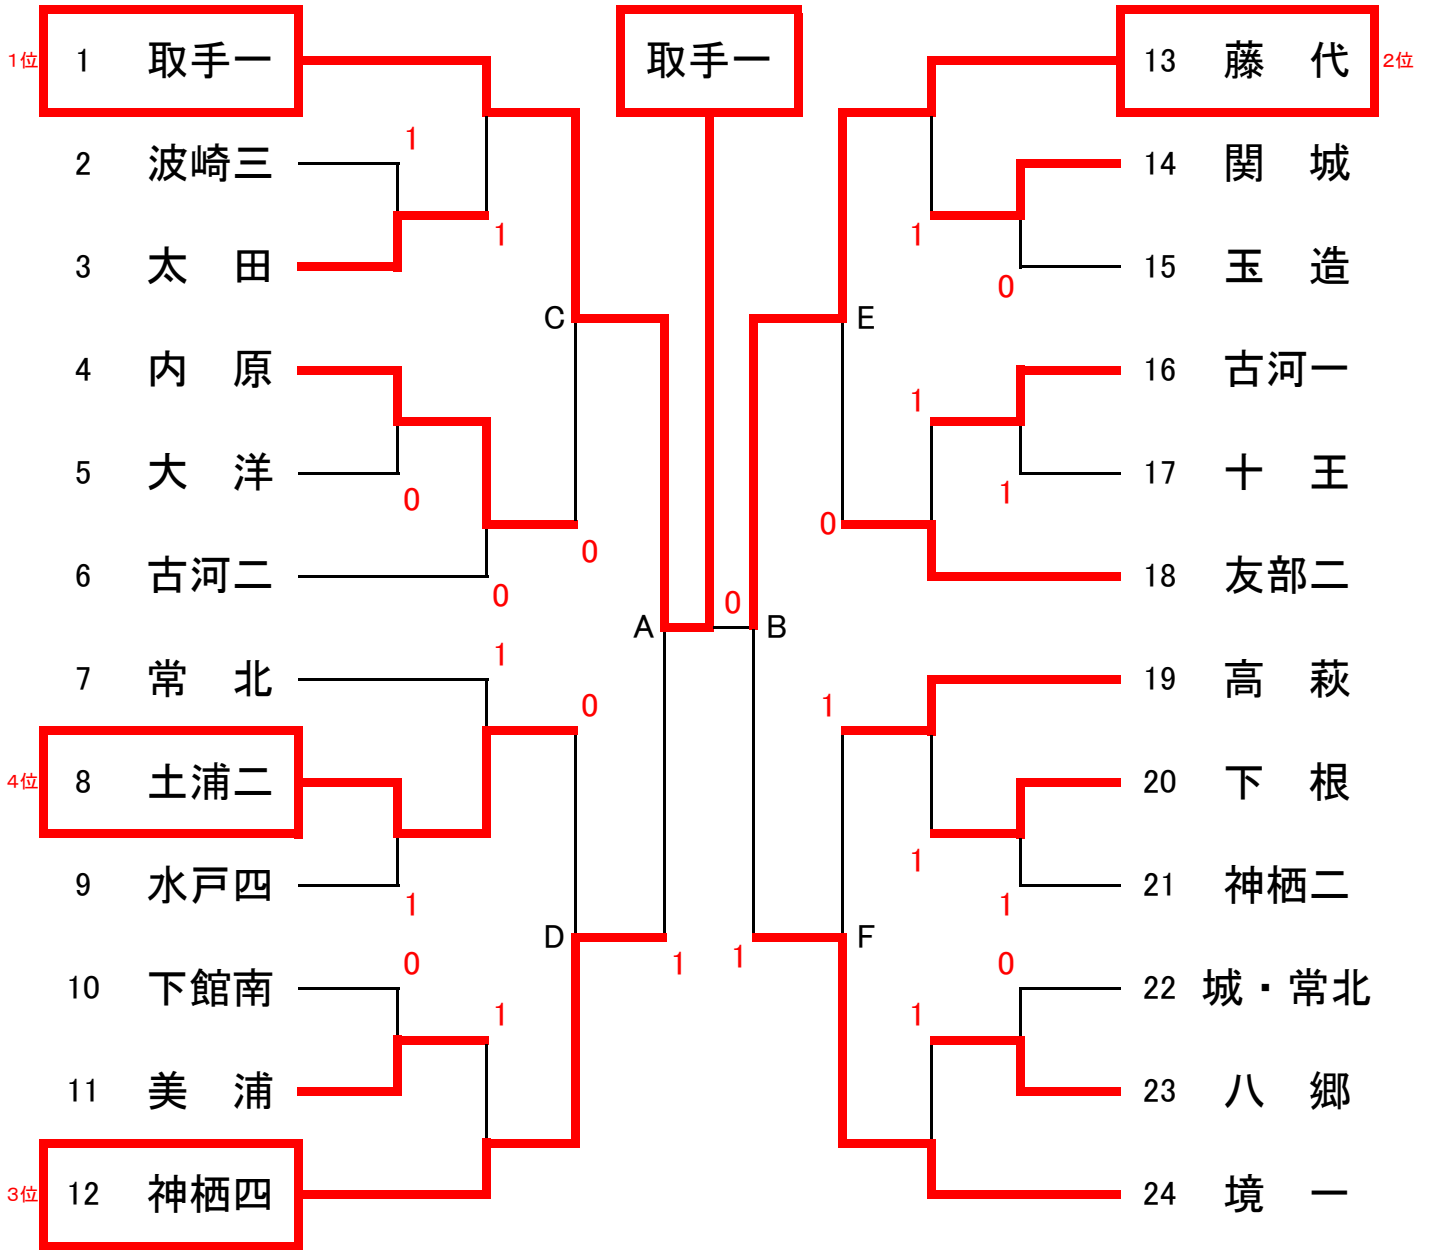 1位 1 取手一
取手一
13 藤 代 2位
1
2 波崎三
14 関 城
1
1
3 太 田
15 玉 造
0
C
E
4 内 原
16 古河一
1
5 大 洋
17 十 王
0
1
0
0
6 古河二
18 友部二
0
0
A
B
1
7 常 北
19 高 萩
0
1
4位 8 土浦二
20 下 根
1
9 水戸四
21 神栖二
1
1
D
F
0
1
1
0
10 下館南
22 城・常北
1
1
11 美 浦
23 八 郷
3位 12 神栖四
24 境 一